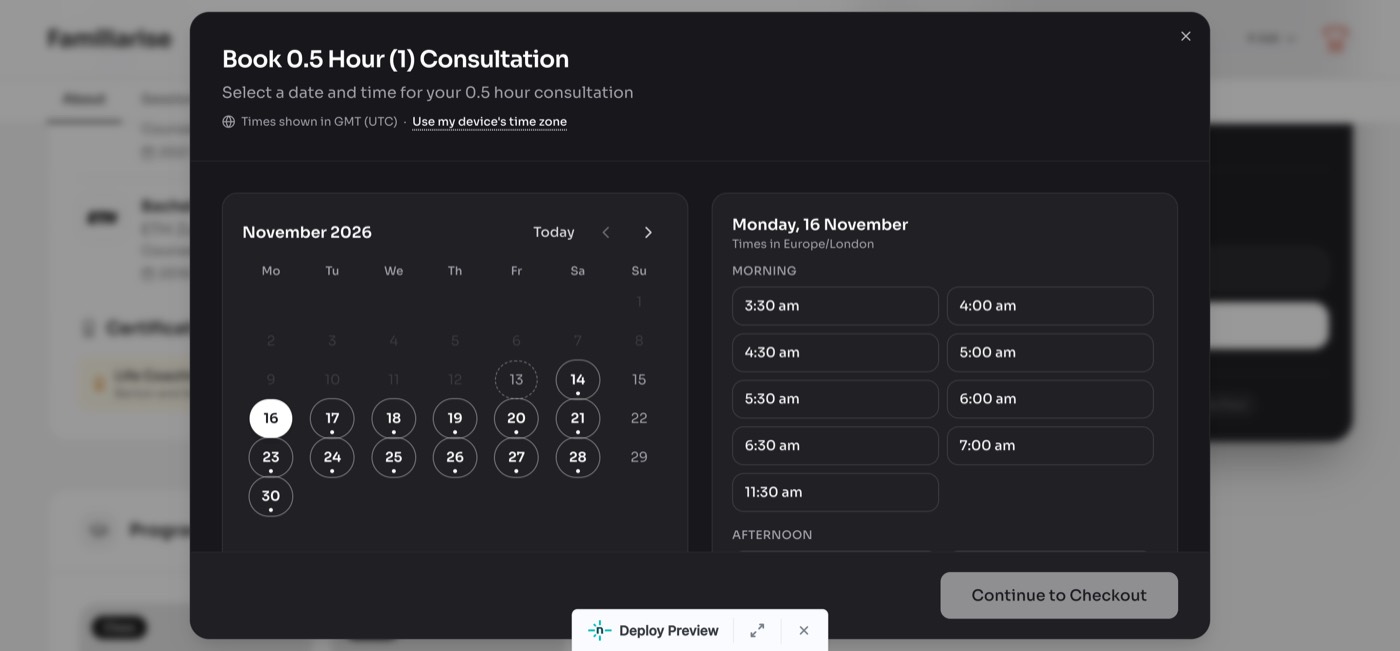 Familiarise
Book 0.5 Hour (1) Consultation
Select a date and time for your 0.5 hour consultation
Times shown in GMT (UTC) · Use my device's time zone
About
November 2026
Today
Mo Tu We Th Fr Sa Su
1
2 3 4 5 6 7 8
9 10 11 12 13 14 15
16 17 18 19 20 21 22
23 24 25 26 27 28 29
30
Monday, 16 November
Times in Europe/London
MORNING
3:30 am 4:00 am
4:30 am 5:00 am
5:30 am 6:00 am
6:30 am 7:00 am
11:30 am
AFTERNOON
Continue to Checkout
Deploy Preview